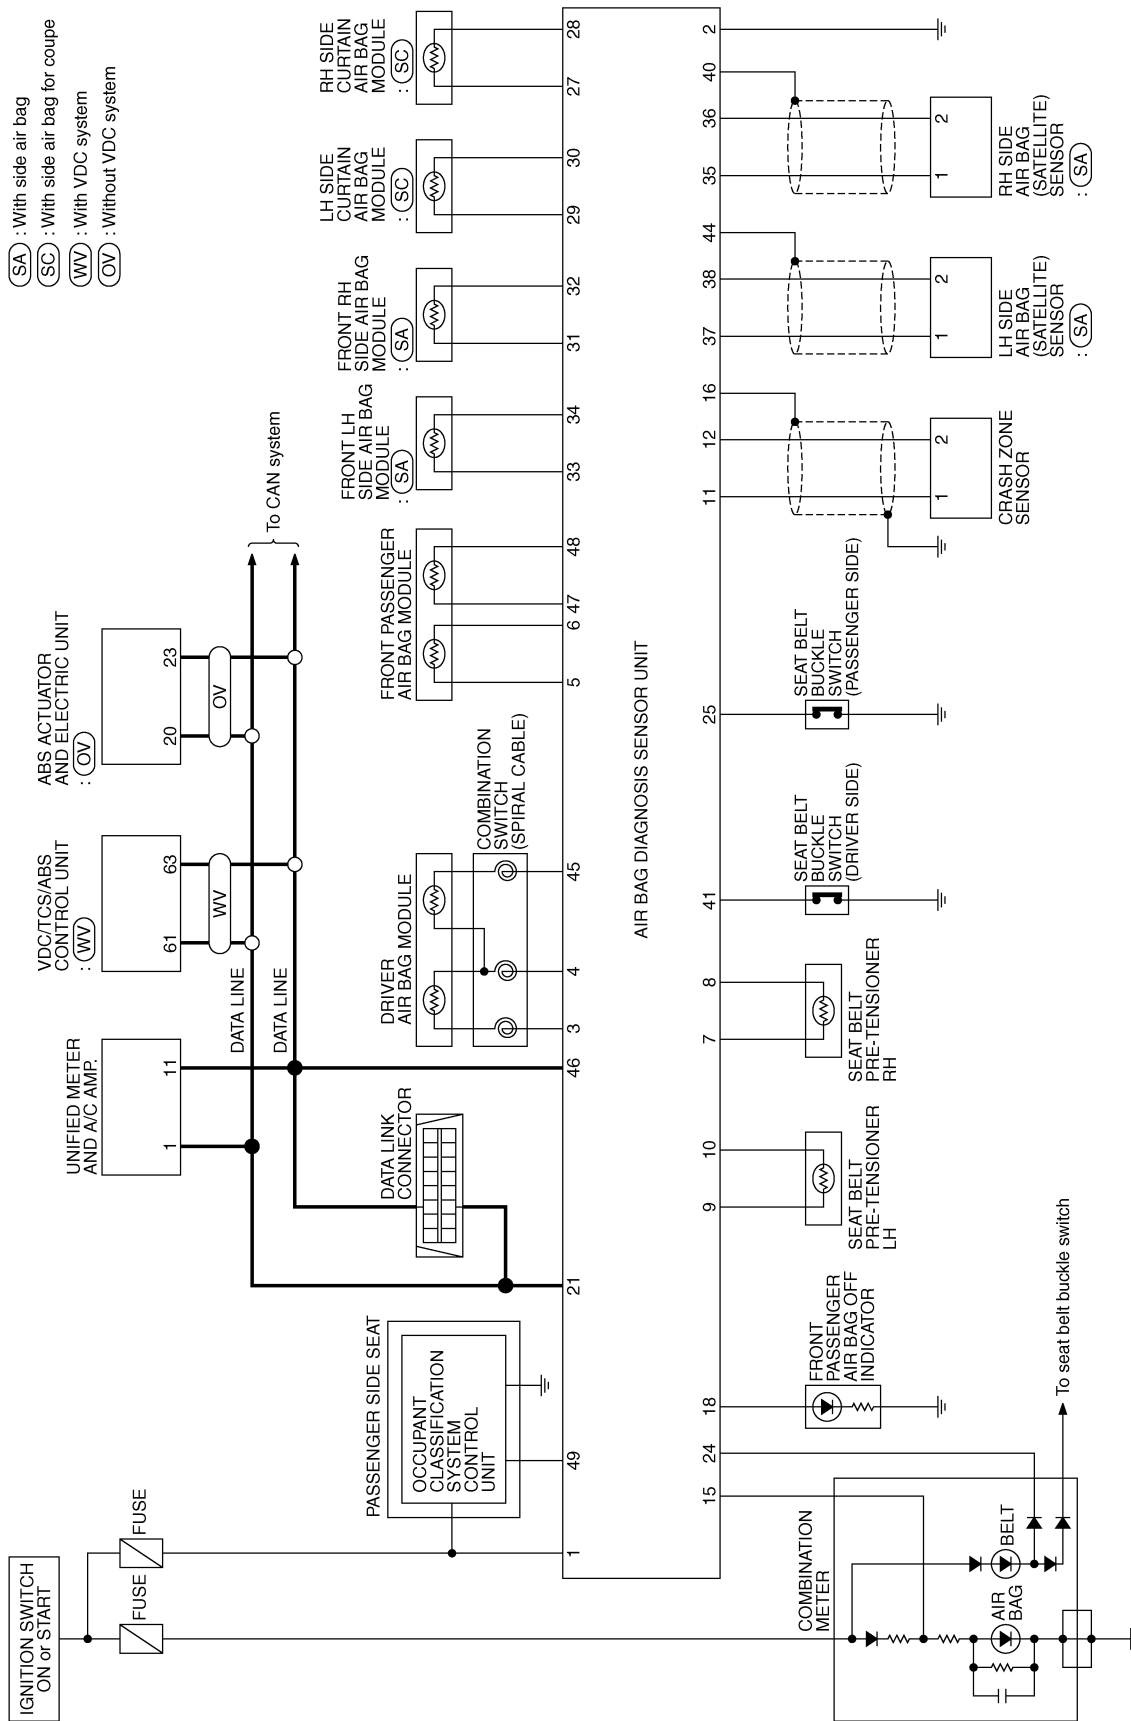 SA : With side air bag
SC : With side air bag for coupe
WV : With VDC system
OV : Without VDC system
IGNITION SWITCH
ON or START
FUSE
FUSE
UNIFIED METER
AND A/C AMP.
1
11
VDC/TCS/ABS
CONTROL UNIT
: WV
61
63
WV
ABS ACTUATOR
AND ELECTRIC UNIT
: OV
20
23
OV
DATA LINE
DATA LINE
To CAN system
PASSENGER SIDE SEAT
OCCUPANT
CLASSIFICATION
SYSTEM
CONTROL
UNIT
DATA LINK
CONNECTOR
DRIVER
AIR BAG MODULE
COMBINATION
SWITCH
(SPIRAL CABLE)
FRONT PASSENGER
AIR BAG MODULE
FRONT LH
SIDE AIR BAG
MODULE
: SA
FRONT RH
SIDE AIR BAG
MODULE
: SA
LH SIDE
CURTAIN
AIR BAG
MODULE
: SC
RH SIDE
CURTAIN
AIR BAG
MODULE
: SC
1
49
21
46
3
4
45
5
6
47
48
33
34
31
32
29
30
27
28
AIR BAG DIAGNOSIS SENSOR UNIT
15
24
18
9
10
7
8
41
25
11
12
16
37
38
44
35
36
40
2
COMBINATION
METER
AIR
BAG
BELT
To seat belt buckle switch
FRONT
PASSENGER
AIR BAG OFF
INDICATOR
SEAT BELT
PRE-TENSIONER
LH
SEAT BELT
PRE-TENSIONER
RH
SEAT BELT
BUCKLE
SWITCH
(DRIVER SIDE)
SEAT BELT
BUCKLE
SWITCH
(PASSENGER SIDE)
1
2
CRASH ZONE
SENSOR
1
2
LH SIDE
AIR BAG
(SATELLITE)
SENSOR
: SA
1
2
RH SIDE
AIR BAG
(SATELLITE)
SENSOR
: SA